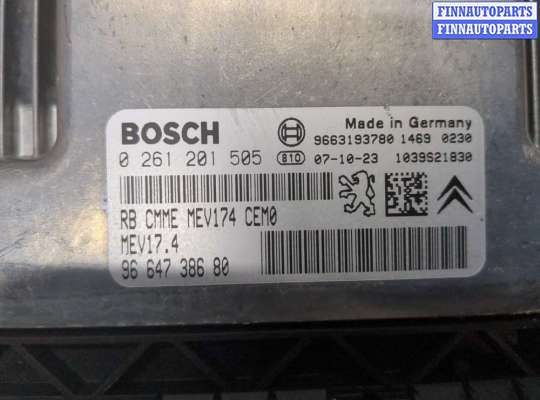 FINNAUTOPARTS
FINNAUTOPARTS
BOSCH
Made in Germany
9663193780 1469 0230
0 261 201 505 B10 07-10-23 1039S21830
RB CMME MEV174 CEM0
MEV17.4
96 647 386 80